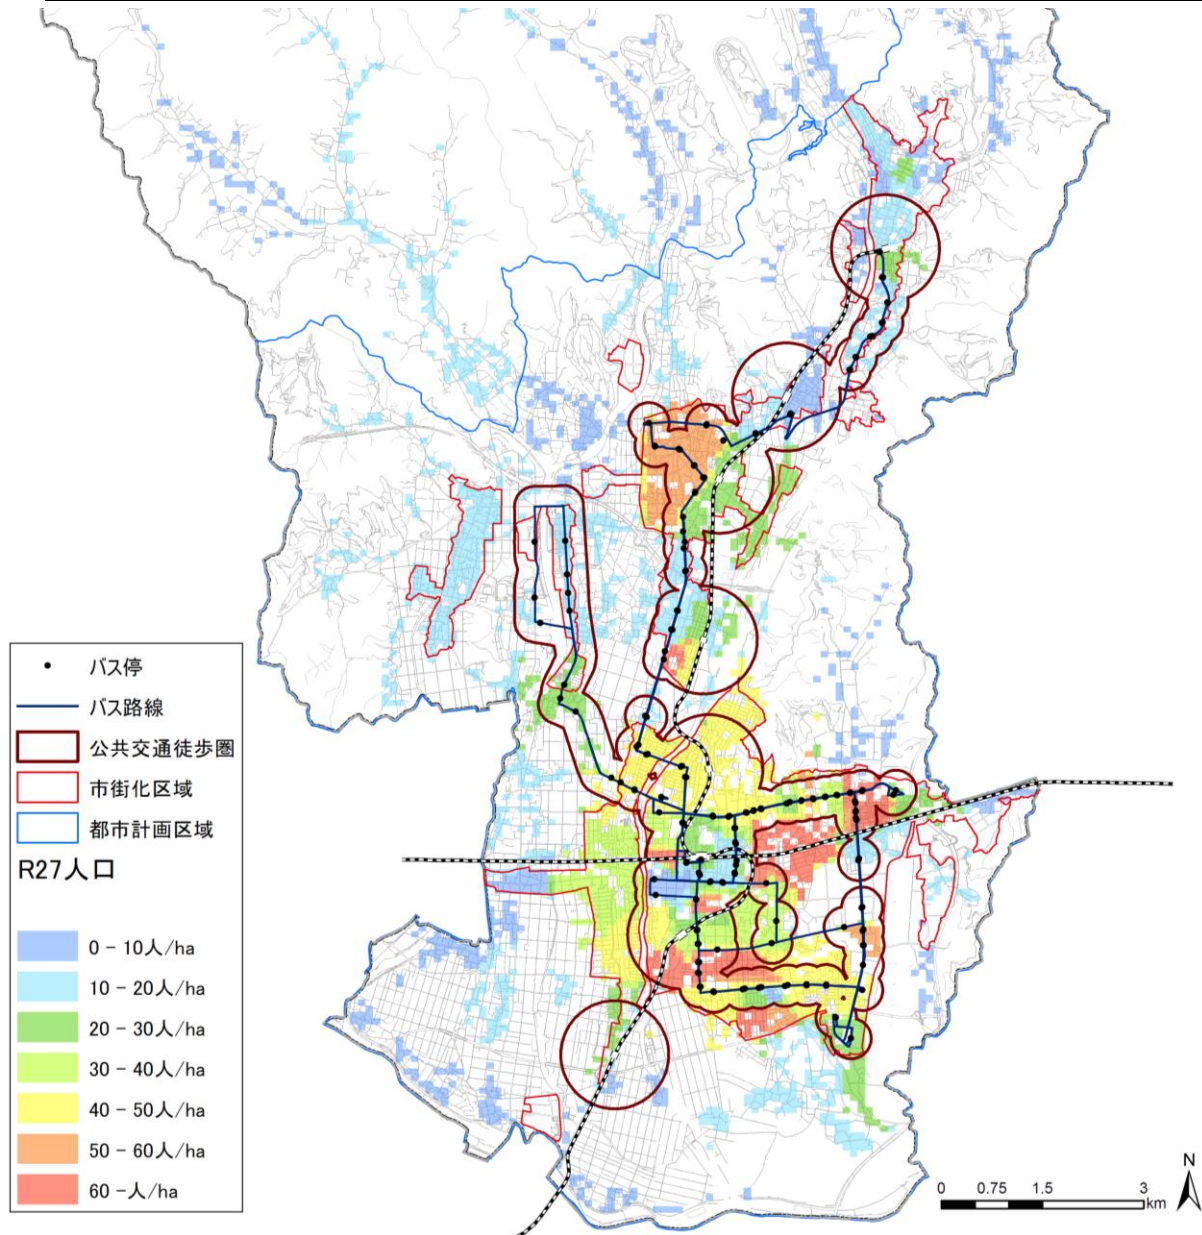 バス停
バス路線
公共交通徒歩圏
市街化区域
都市計画区域
R27人口
0 - 10人/ha
10 - 20人/ha
20 - 30人/ha
30 - 40人/ha
40 - 50人/ha
50 - 60人/ha
60 -人/ha
N
0 0.75 1.5 3
km